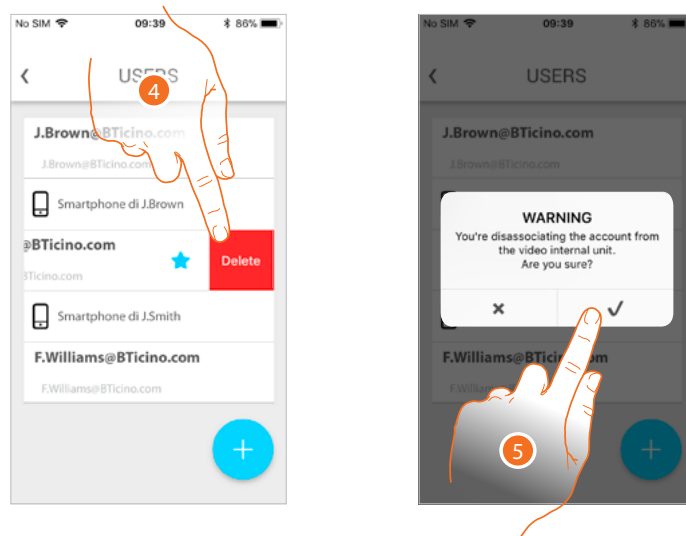 No SIM 09:39 86%
USERS
4
J.Brown@BTicino.com
J.Brown@BTicino.com
Smartphone di J.Brown
@BTicino.com
Delete
BTicino.com
Smartphone di J.Smith
F.Williams@BTicino.com
F.Williams@BTicino.com
+
No SIM 09:39 86%
USERS
J.Brown@BTicino.com
J.Brown@BTicino.com
WARNING
You're disassociating the account from
the video internal unit.
Are you sure?
F.Williams@BTicino.com
5
+